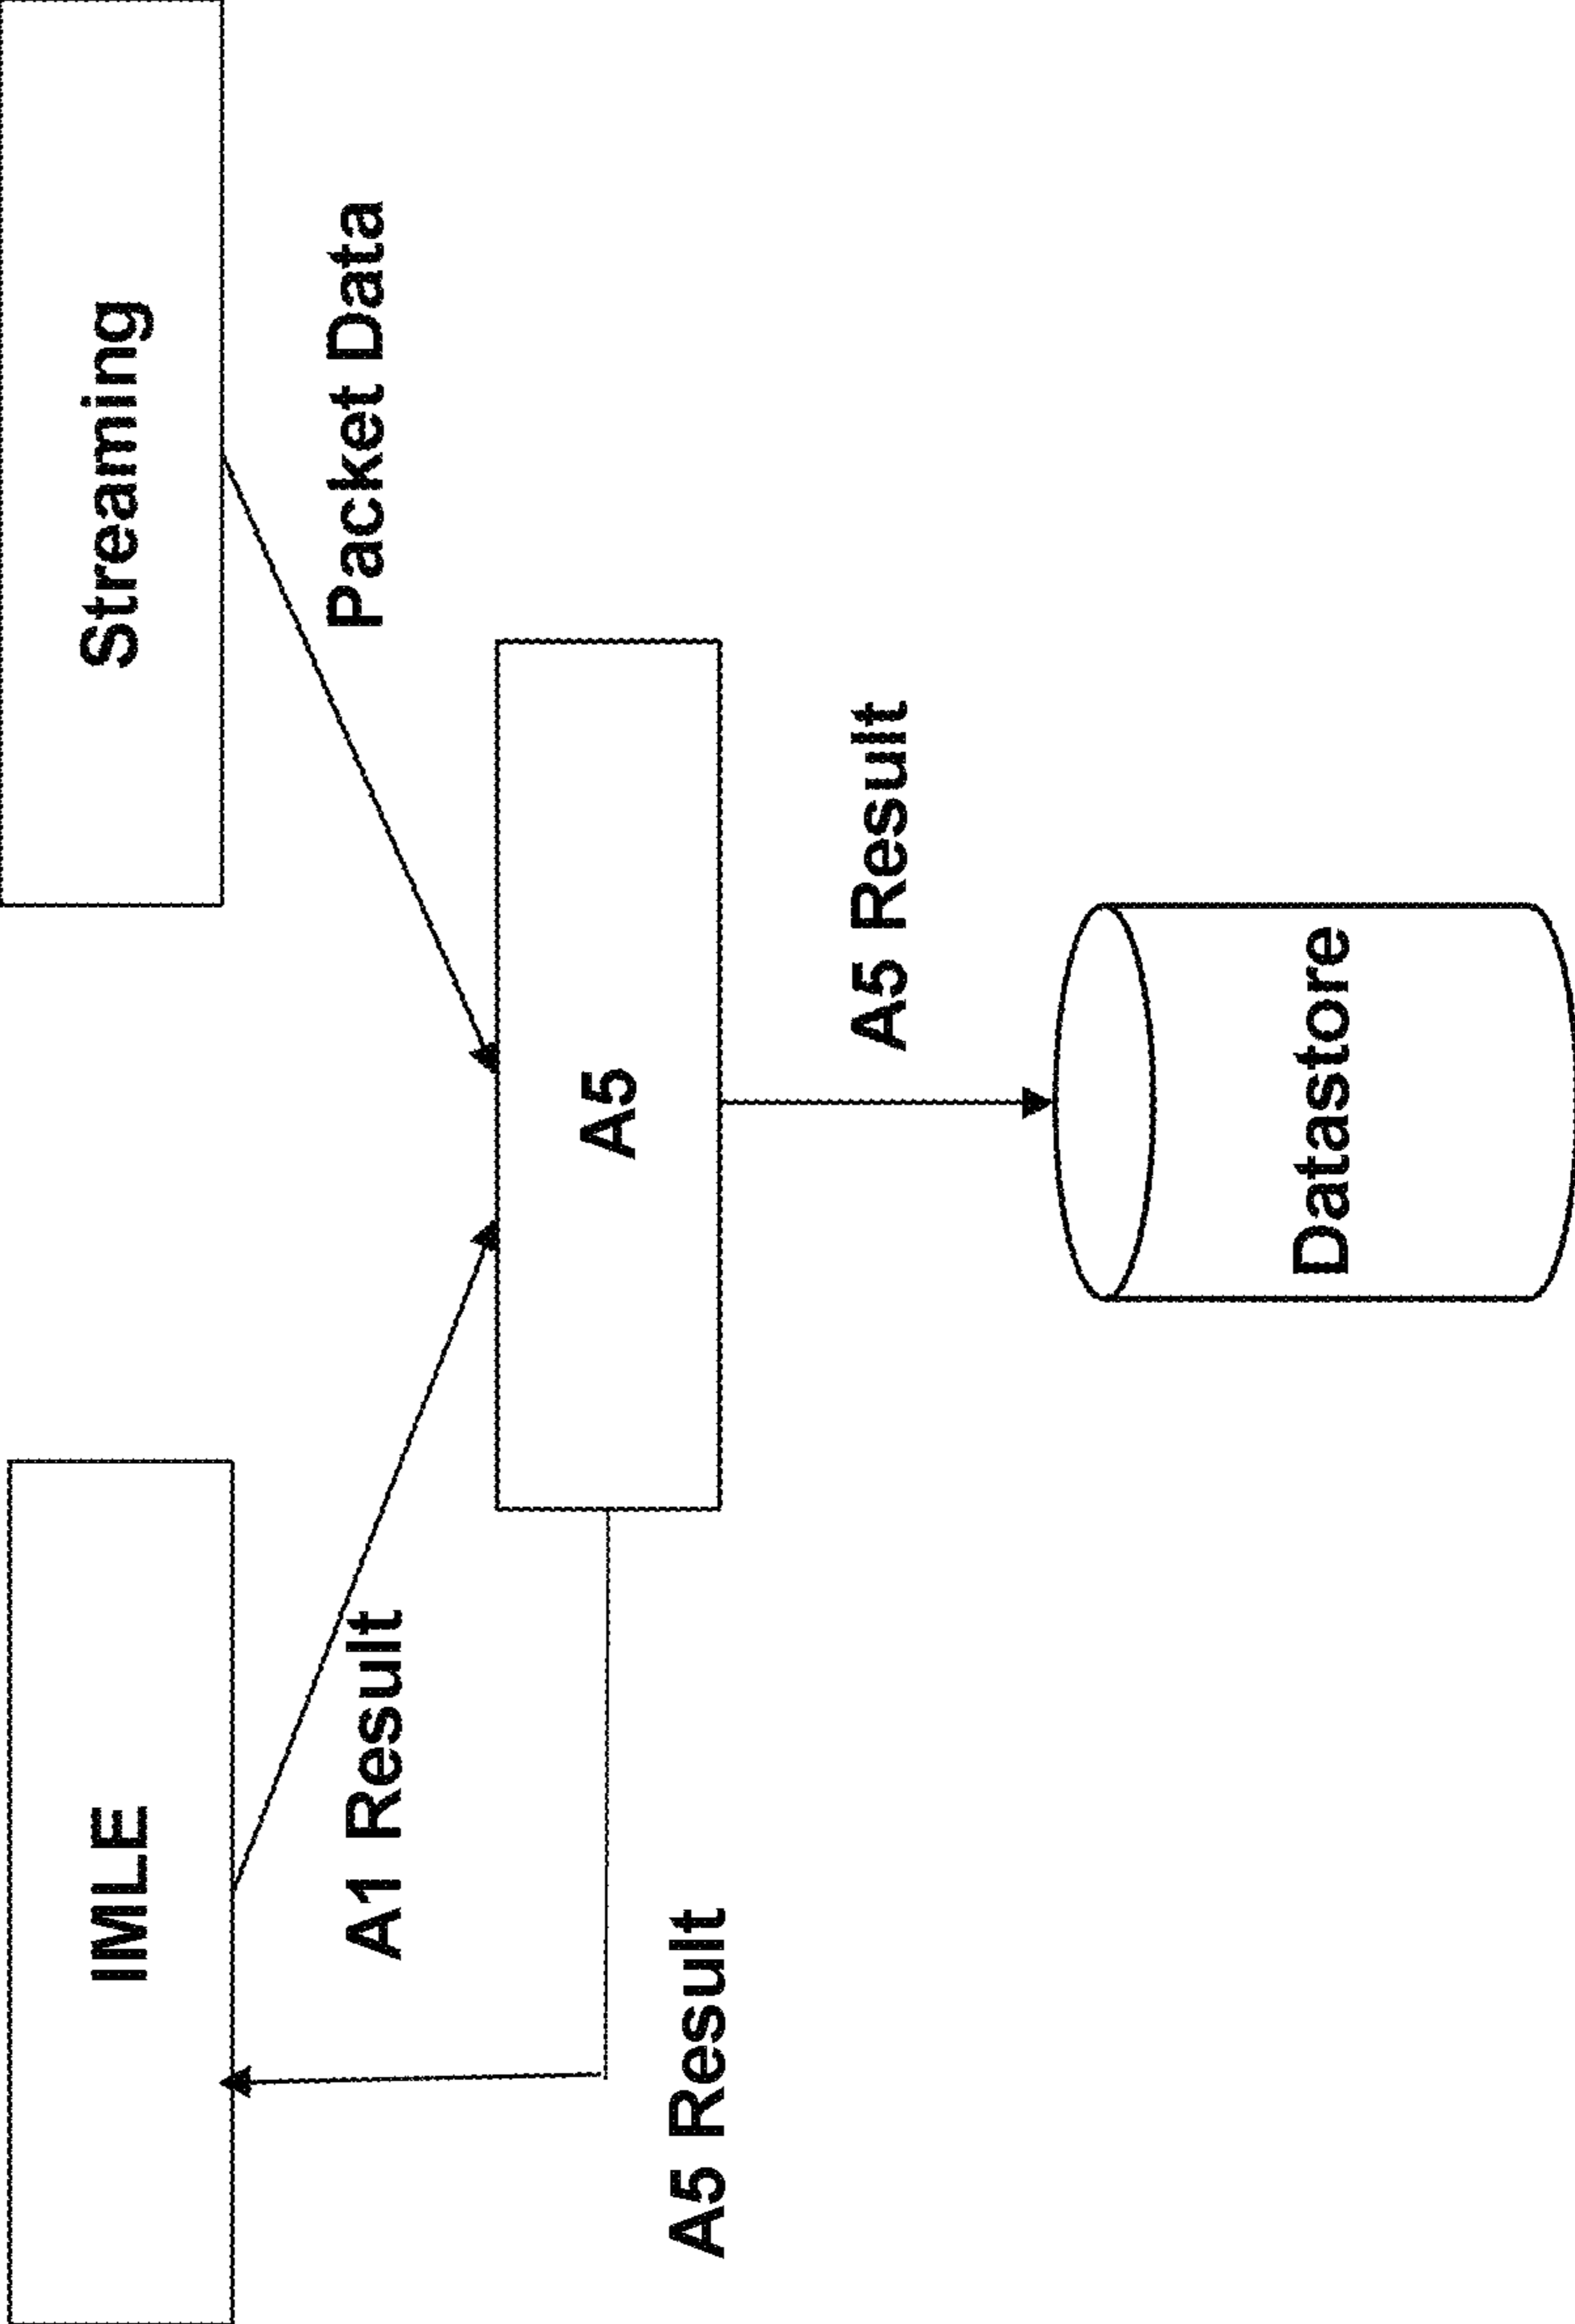 IMLE
Streaming
A1 Result
Packet Data
A5
A5 Result
A5 Result
Datastore